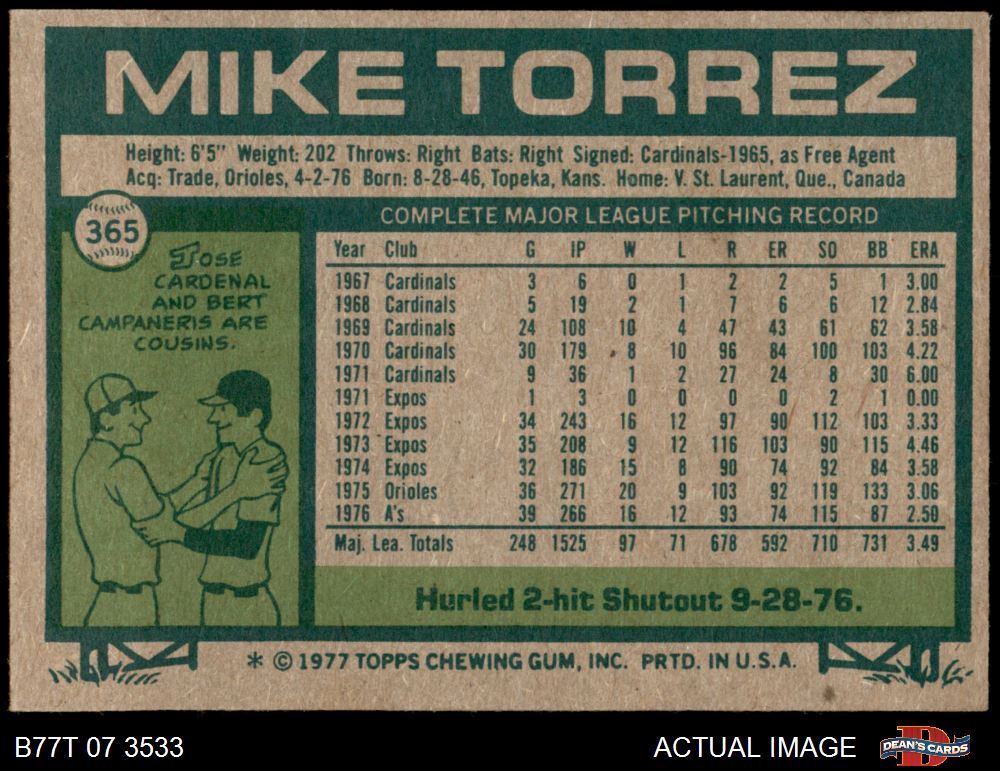 MIKE TORREZ
Height: 6'5" Weight: 202 Throws: Right Bats: Right Signed: Cardinals-1965, as Free Agent
Acq: Trade, Orioles, 4-2-76 Born: 8-28-46, Topeka, Kans. Home: V. St. Laurent, Que., Canada
365
JOSE
CARDENAL
AND BERT
CAMPANERIS ARE
COUSINS.
COMPLETE MAJOR LEAGUE PITCHING RECORD
Year Club G IP W L R ER SO BB ERA
1967 Cardinals 3 6 0 1 2 2 5 1 3.00
1968 Cardinals 5 19 2 1 7 6 6 12 2.84
1969 Cardinals 24 108 10 4 47 43 61 62 3.58
1970 Cardinals 30 179 8 10 96 84 100 103 4.22
1971 Cardinals 9 36 1 2 27 24 8 30 6.00
1971 Expos 1 3 0 0 0 0 2 1 0.00
1972 Expos 34 243 16 12 97 90 112 103 3.33
1973 Expos 35 208 9 12 116 103 90 115 4.46
1974 Expos 32 186 15 8 90 74 92 84 3.58
1975 Orioles 36 271 20 9 103 92 119 133 3.06
1976 A's 39 266 16 12 93 74 115 87 2.50
Maj. Lea. Totals 248 1525 97 71 678 592 710 731 3.49
Hurled 2-hit Shutout 9-28-76.
* © 1977 TOPPS CHEWING GUM, INC. PRTD. IN U.S.A.
B77T 07 3533
ACTUAL IMAGE
DEAN'S CARDS